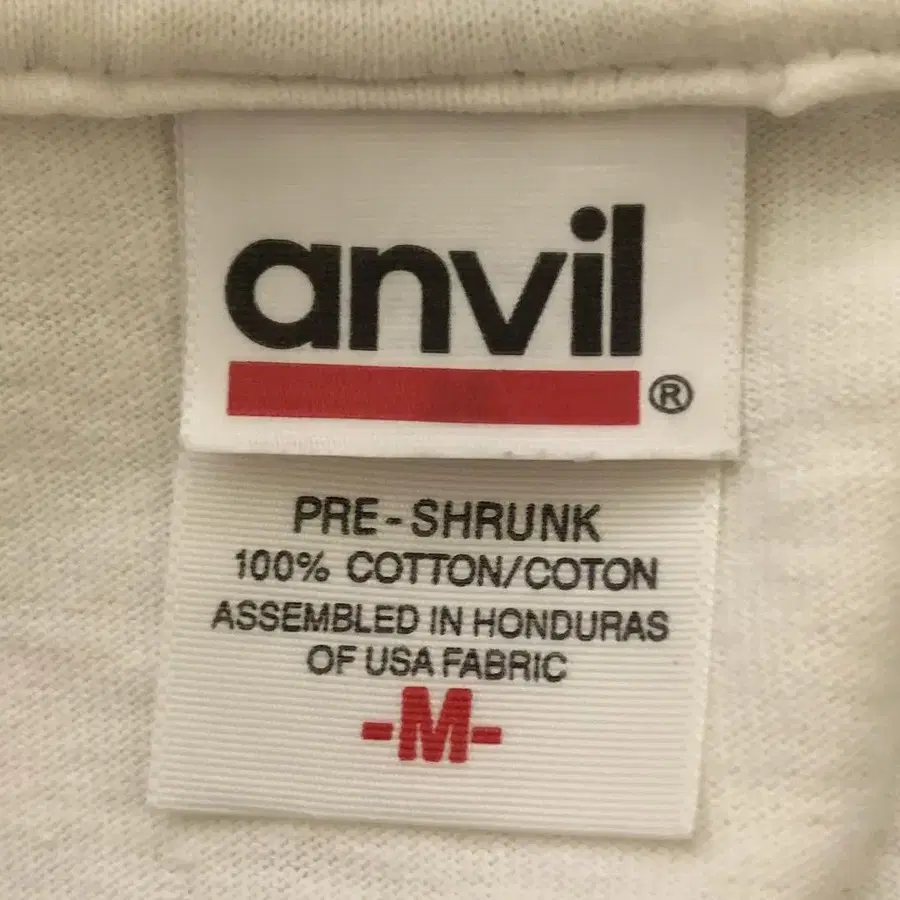 anvil
®
PRE-SHRUNK
100% COTTON/COTON
ASSEMBLED IN HONDURAS
OF USA FABRIC
-M-